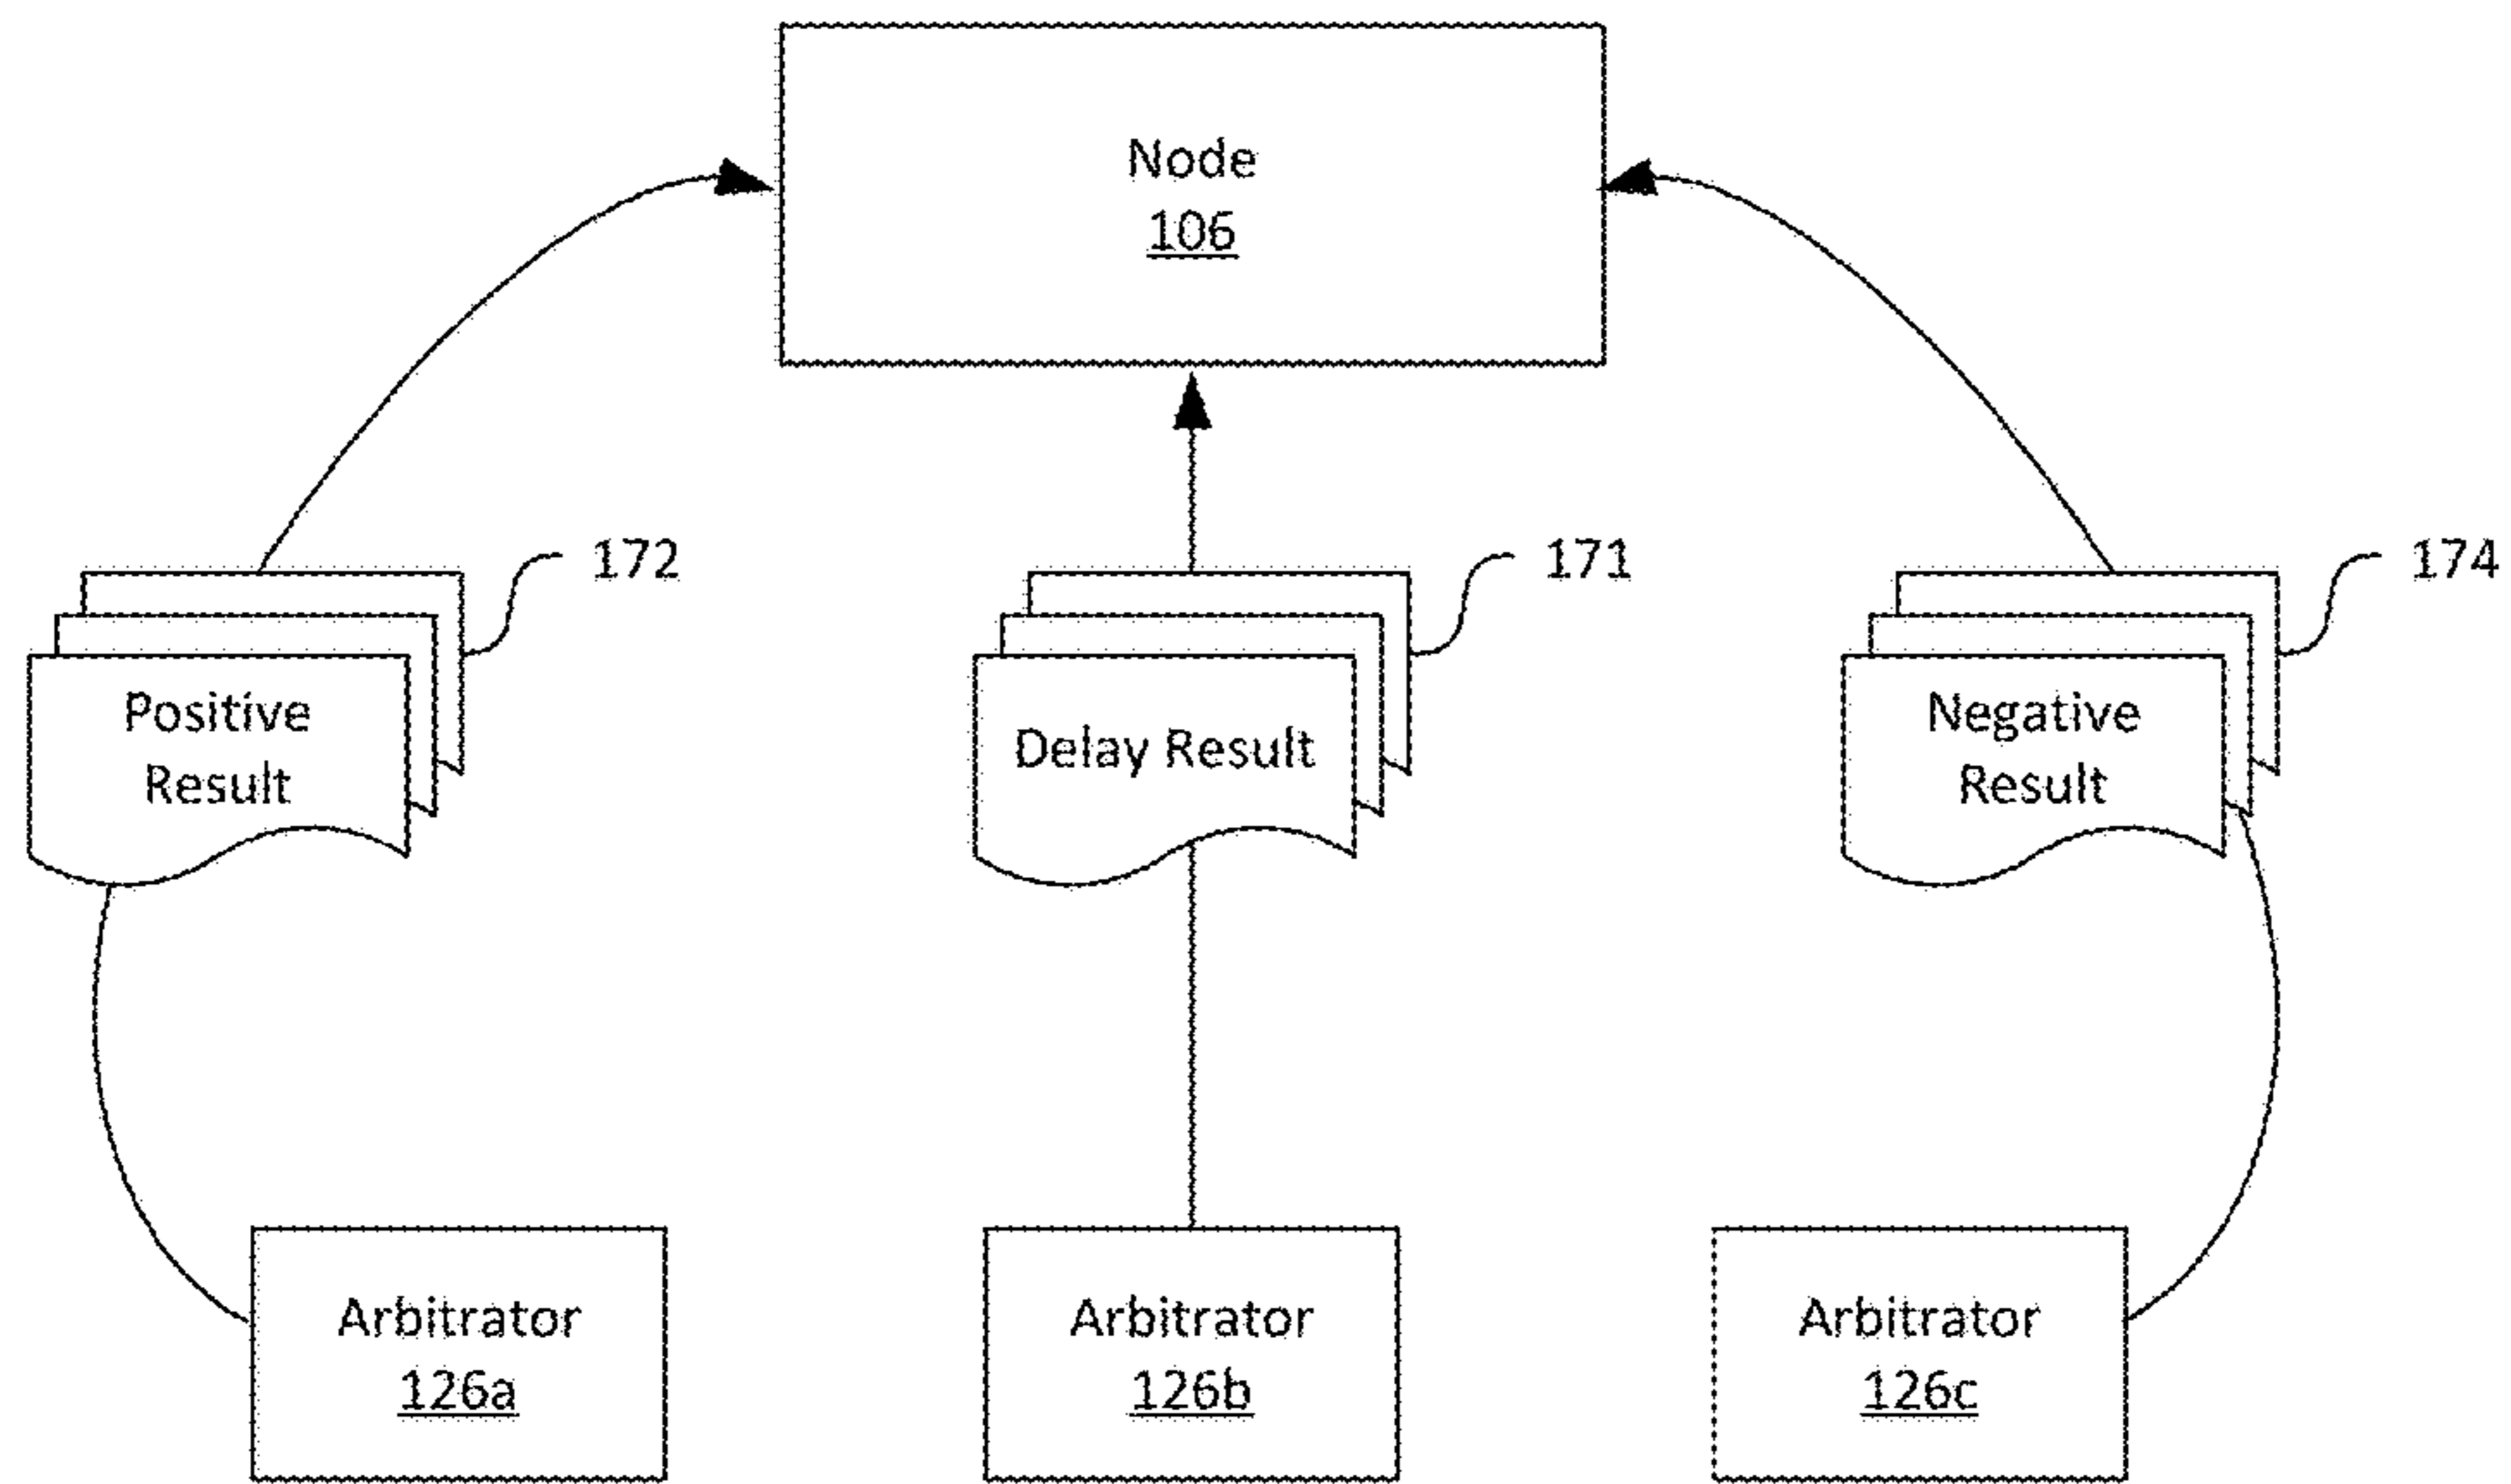 Node
106
172
171
174
Positive
Result
Delay Result
Negative
Result
Arbitrator
126a
Arbitrator
126b
Arbitrator
126c